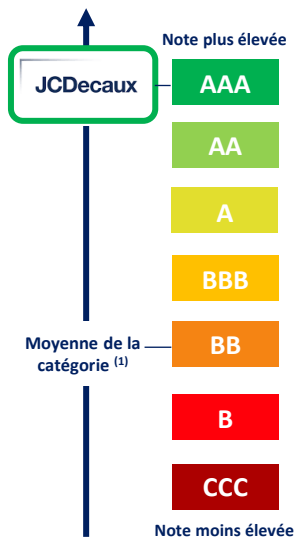 Note plus élevée
JCDecaux
AAA
AA
A
BBB
Moyenne de la
catégorie (1)
BB
B
CCC
Note moins élevée